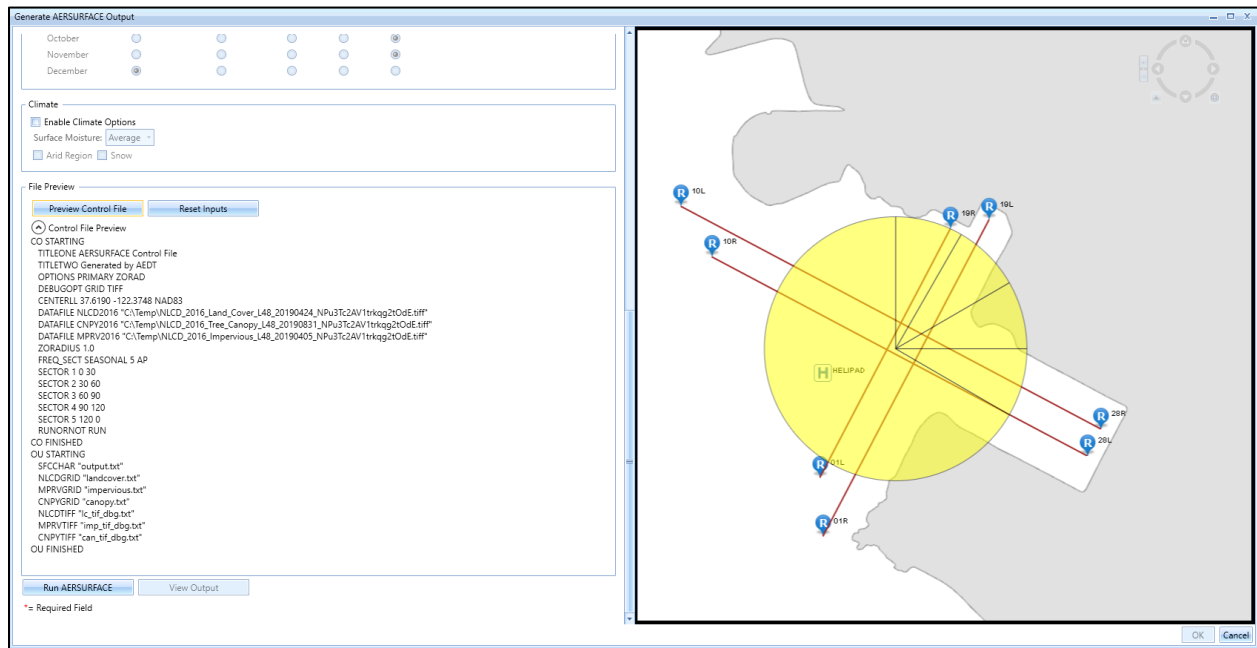 Generate AERSURFACE Output
October
November
December
Climate
Enable Climate Options
Surface Moisture: Average
Arid Region Snow
File Preview
Preview Control File Reset Inputs
Control File Preview
CO STARTING
TITLEONE AERSURFACE Control File
TITLETWO Generated by AEDT
OPTIONS PRIMARY ZORAD
DEBUGOPT GRID TIFF
CENTERLL 37.6190 -122.3748 NAD83
DATAFILE NLCD2016 "C:\Temp\NLCD_2016_Land_Cover_L48_20190424_NPu3Tc2AV1trkqg2tOdE.tiff"
DATAFILE CNPY2016 "C:\Temp\NLCD_2016_Tree_Canopy_L48_20190831_NPu3Tc2AV1trkqg2tOdE.tiff"
DATAFILE MPRV2016 "C:\Temp\NLCD_2016_Impervious_L48_20190405_NPu3Tc2AV1trkqg2tOdE.tiff"
ZORADIUS 1.0
FREQ_SECT SEASONAL 5 AP
SECTOR 1 0 30
SECTOR 2 30 60
SECTOR 3 60 90
SECTOR 4 90 120
SECTOR 5 120 0
RUNORNOT RUN
CO FINISHED
OU STARTING
SFCCHAR "output.txt"
NLCDGRID "landcover.txt"
MPRVGRID "impervious.txt"
CNPYGRID "canopy.txt"
NLCDTIFF "lc_tif_dbg.txt"
MPRVTIFF "imp_tif_dbg.txt"
CNPYTIFF "can_tif_dbg.txt"
OU FINISHED
Run AERSURFACE View Output
*= Required Field
R 10L
R 19R
R 19L
R 10R
H HELIPAD
R 28R
R 28L
R 01L
R 01R
OK Cancel